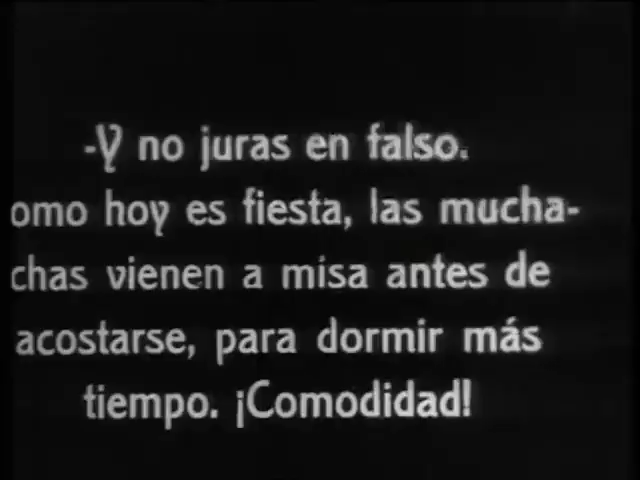 -Y no juras en falso.
omo hoy es fiesta, las mucha-
chas vienen a misa antes de
acostarse, para dormir más
tiempo. ¡Comodidad!